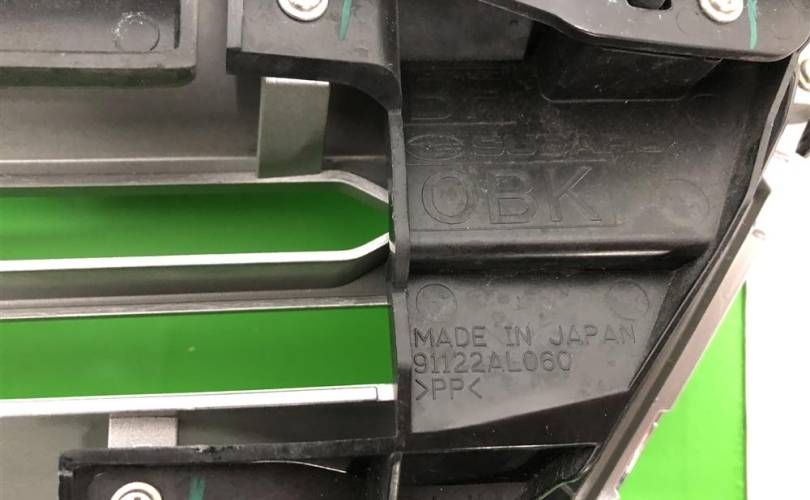 SUBARU
OBK
MADE IN JAPAN
91122AL060
>PP<